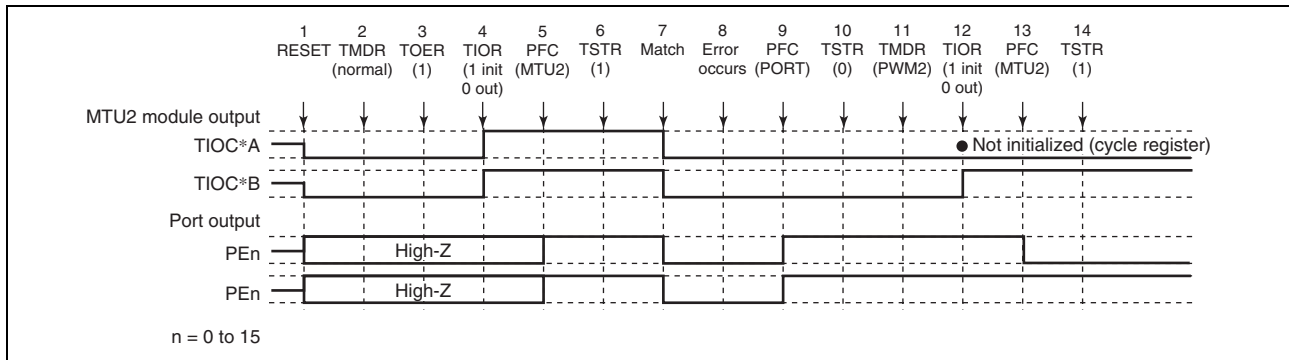 1 2 3 4 5 6 7 8 9 10 11 12 13 14
RESET TMDR TOER TIOR PFC TSTR Match Error PFC TSTR TMDR TIOR PFC TSTR
(normal) (1) (1 init (MTU2) (1) occurs (PORT) (0) (PWM2) (1 init (MTU2) (1)
0 out) 0 out)
MTU2 module output
TIOC*A ● Not initialized (cycle register)
TIOC*B
Port output
PEn High-Z
PEn High-Z
n = 0 to 15